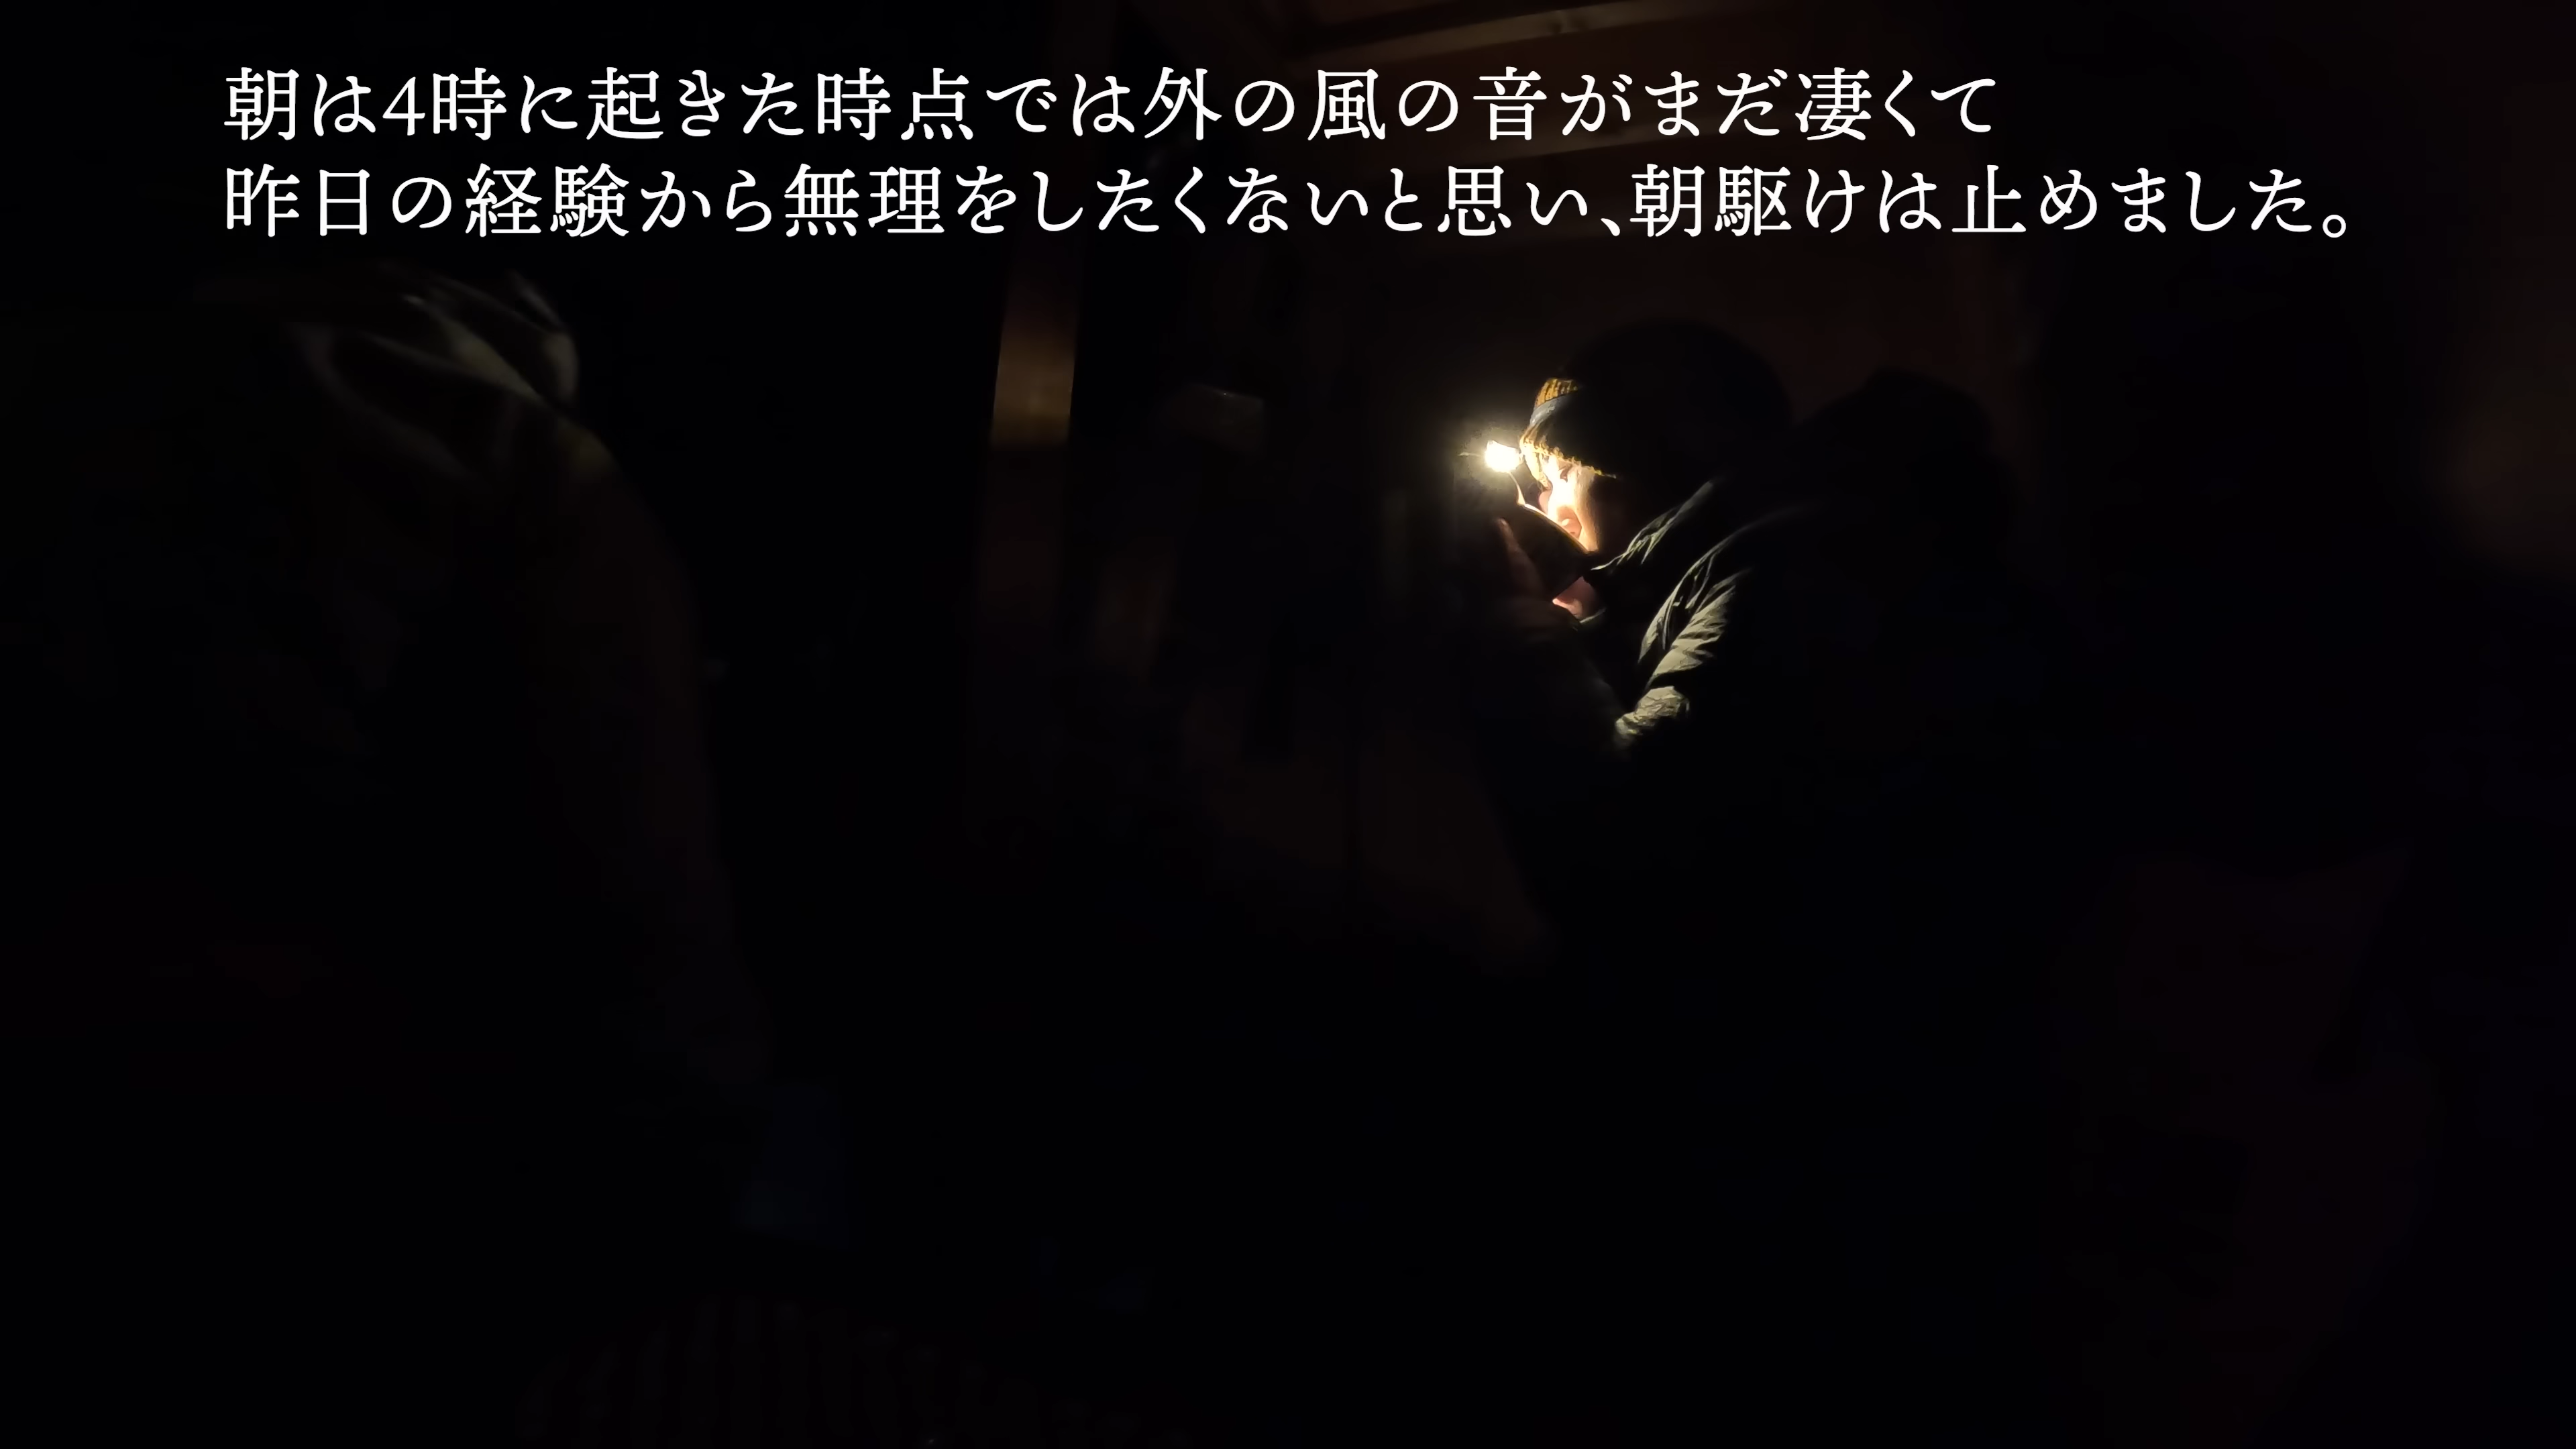 朝は4時に起きた時点では外の風の音がまだ凄くて
昨日の経験から無理をしたくないと思い、朝駆けは止めました。